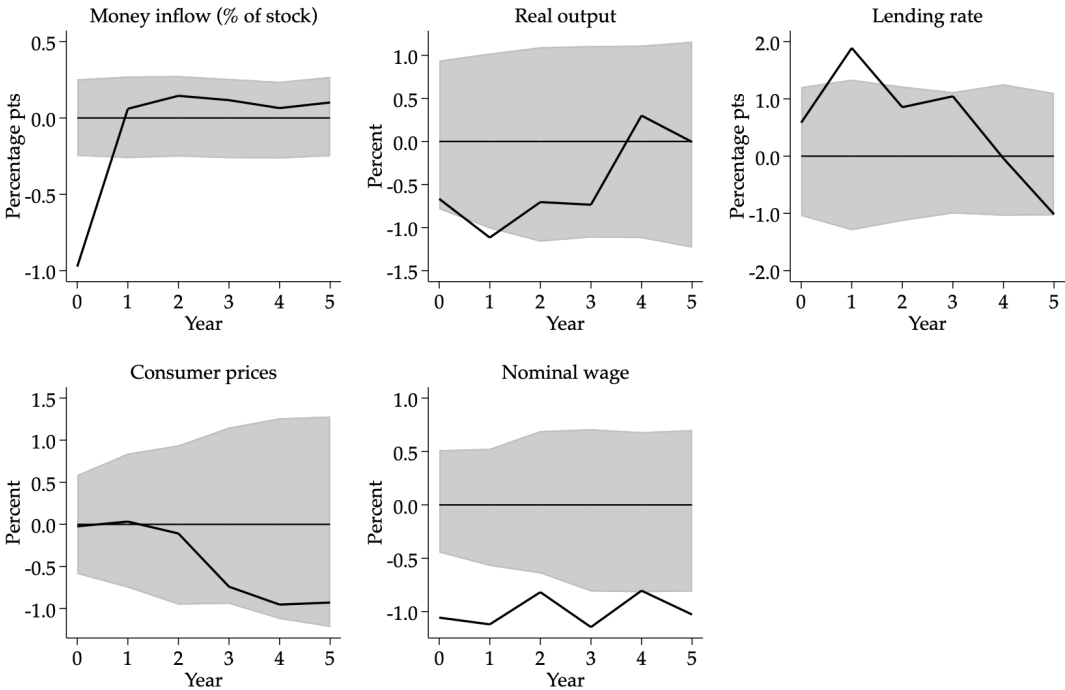 Money inflow (% of stock)
Percentage pts
0.5
0.0
-0.5
-1.0
0 1 2 3 4 5
Year
Real output
Percent
1.0
0.5
0.0
-0.5
-1.0
-1.5
0 1 2 3 4 5
Year
Lending rate
Percentage pts
2.0
1.0
0.0
-1.0
-2.0
0 1 2 3 4 5
Year
Consumer prices
Percent
1.5
1.0
0.5
0.0
-0.5
-1.0
0 1 2 3 4 5
Year
Nominal wage
Percent
1.0
0.5
0.0
-0.5
-1.0
0 1 2 3 4 5
Year